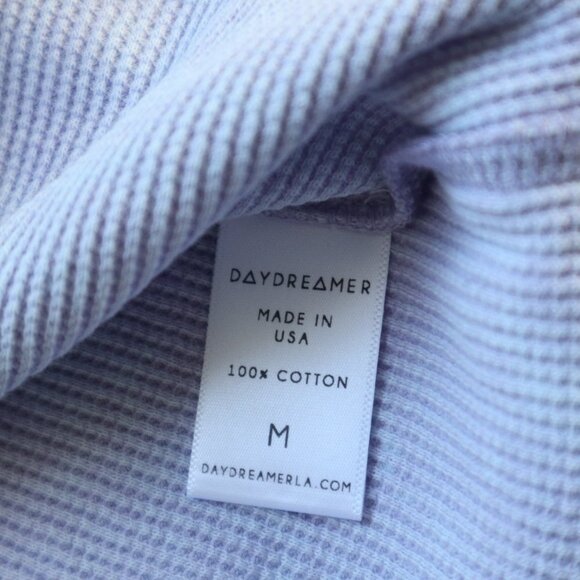 DAYDREAMER
MADE IN
USA
100% COTTON
M
DAYDREAMERLA.COM